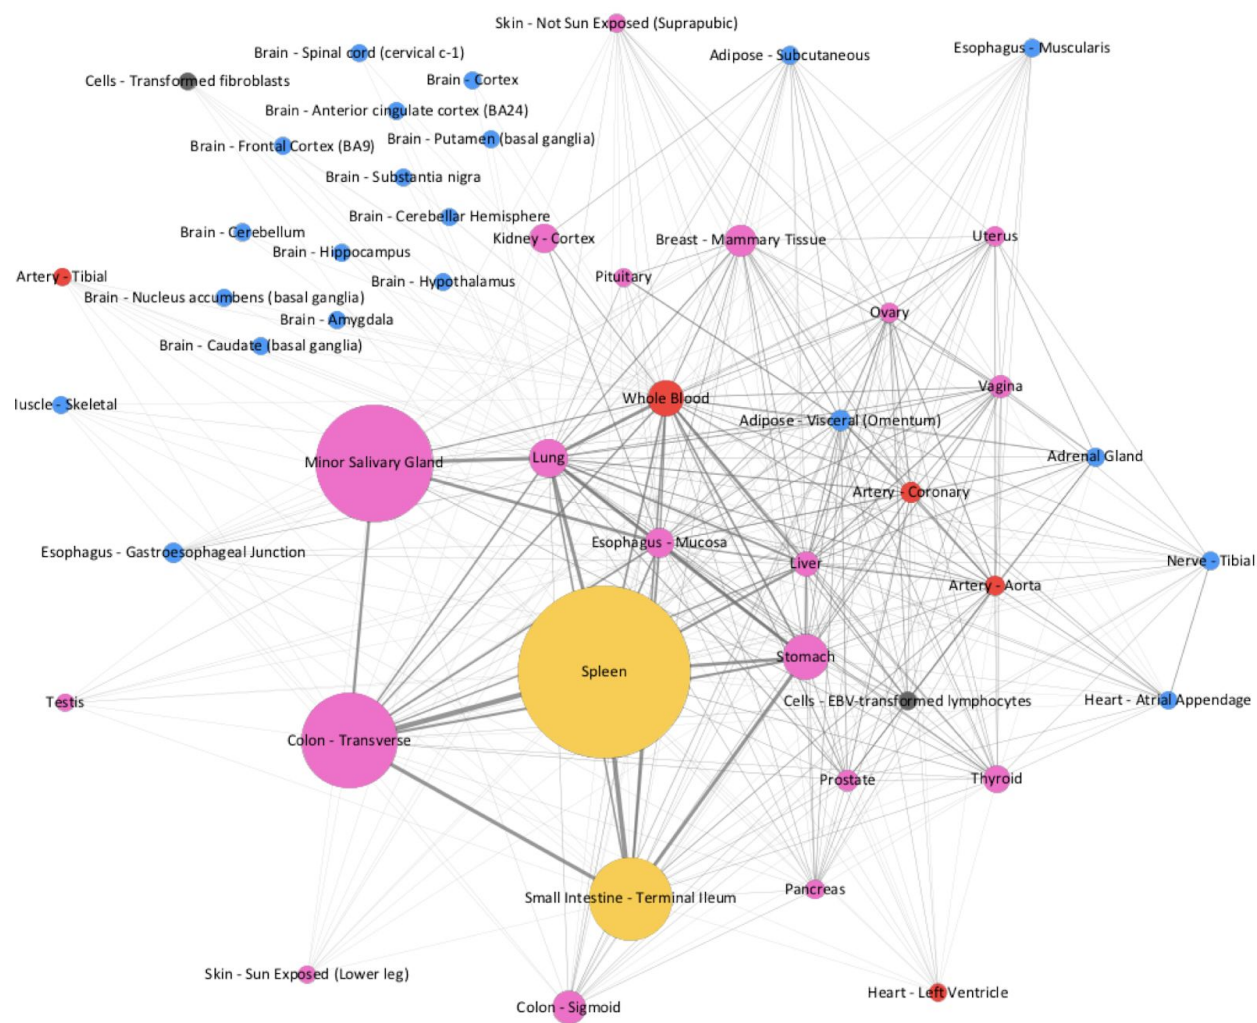 Skin - Not Sun Exposed (Suprapubic)
Brain - Spinal cord (cervical c-1)
Adipose - Subcutaneous
Esophagus - Muscularis
Cells - Transformed fibroblasts
Brain - Cortex
Brain - Anterior cingulate cortex (BA24)
Brain - Frontal Cortex (BA9)
Brain - Putamen (basal ganglia)
Brain - Substantia nigra
Brain - Cerebellar Hemisphere
Brain - Cerebellum
Kidney - Cortex
Breast - Mammary Tissue
Uterus
Brain - Hippocampus
Artery - Tibial
Pituitary
Brain - Hypothalamus
Brain - Nucleus accumbens (basal ganglia)
Brain - Amygdala
Ovary
Brain - Caudate (basal ganglia)
Vagina
Whole Blood
luscle - Skeletal
Adipose - Visceral (Omentum)
Minor Salivary Gland
Lung
Adrenal Gland
Artery - Coronary
Esophagus - Mucosa
Esophagus - Gastroesophageal Junction
Liver
Nerve - Tibial
Artery - Aorta
Stomach
Spleen
Testis
Cells - EBV-transformed lymphocytes
Heart - Atrial Appendage
Colon - Transverse
Prostate
Thyroid
Pancreas
Small Intestine - Terminal Ileum
Skin - Sun Exposed (Lower leg)
Heart - Left Ventricle
Colon - Sigmoid